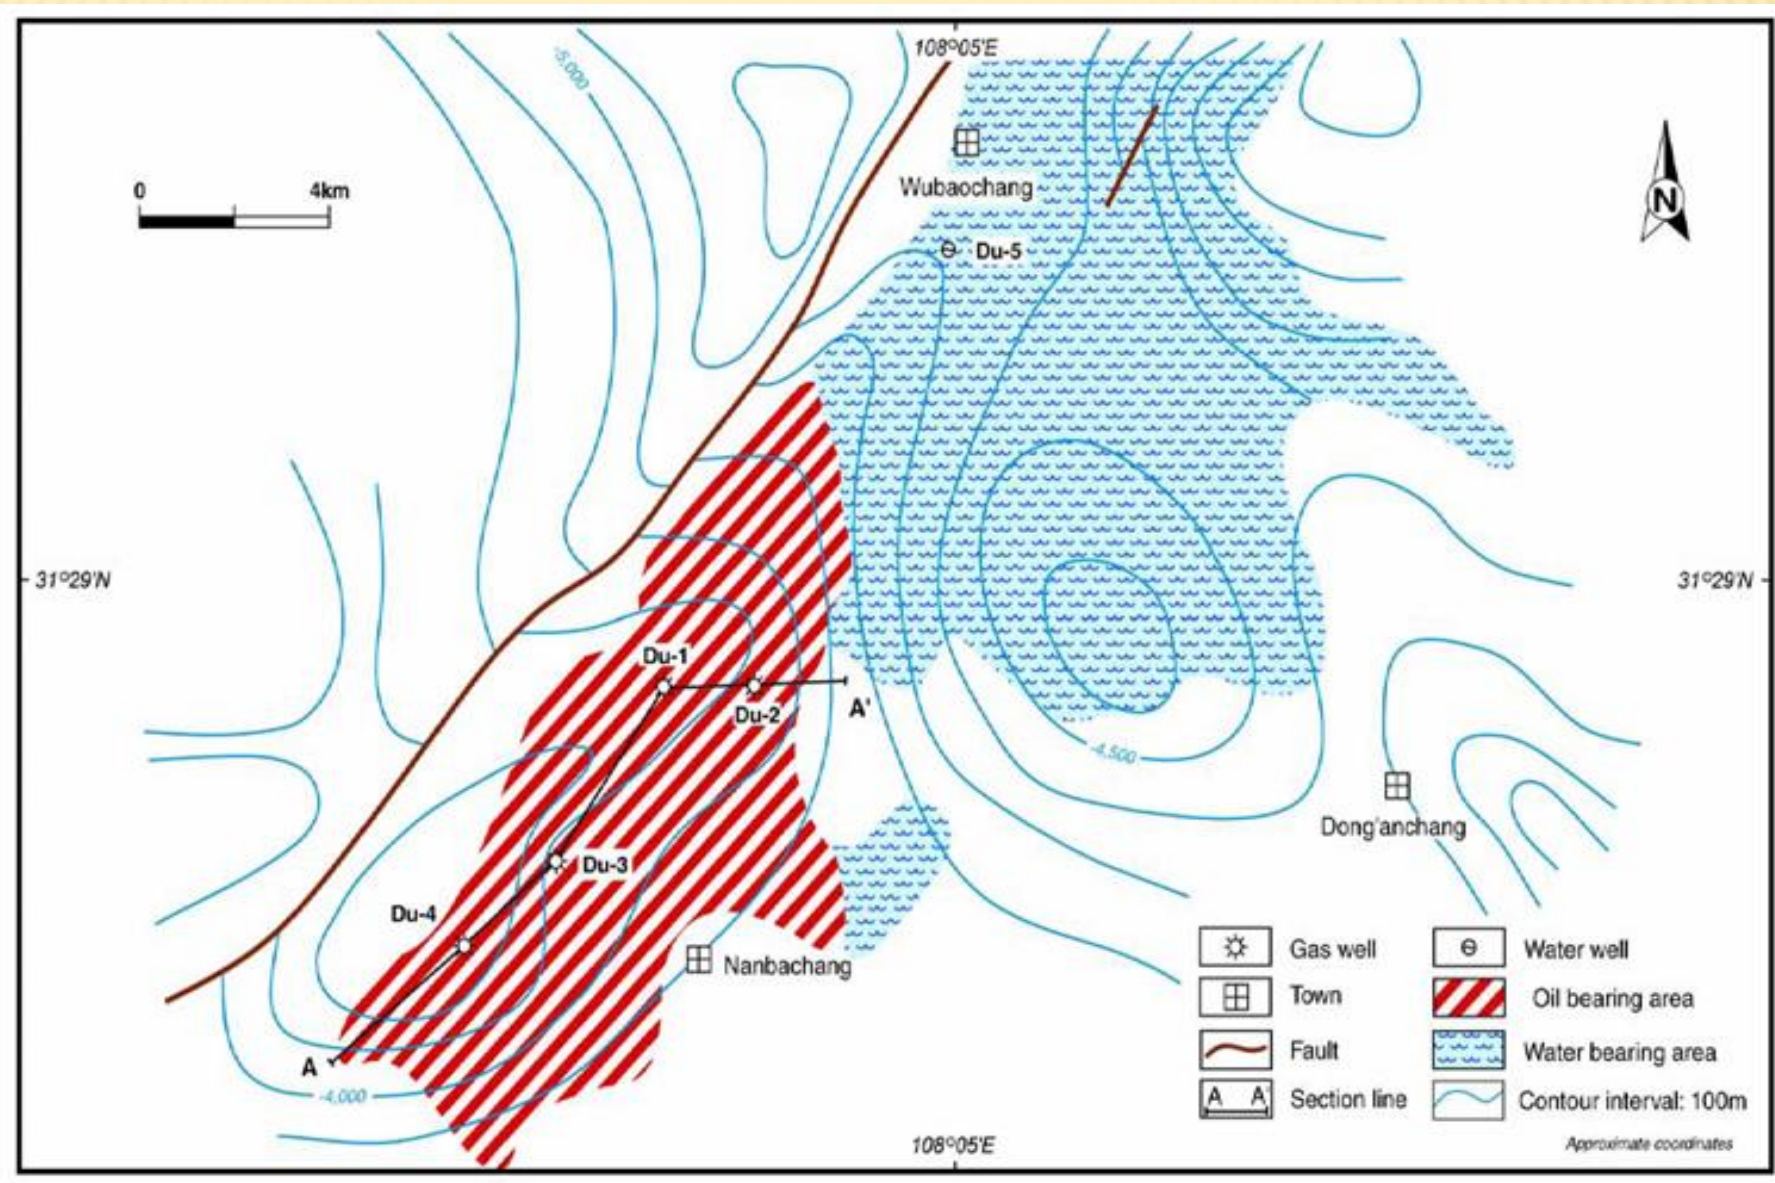 108°05'E
-5,000
0 4km
Wubaochang
N
Du-5
31°29'N
31°29'N
Du-1
Du-2
A'
-4,500
Dong'anchang
Du-3
Du-4
Nanbachang
A
-4,000
108°05'E
Gas well
Water well
Town
Oil bearing area
Fault
Water bearing area
A A'
Section line
Contour interval: 100m
Approximate coordinates